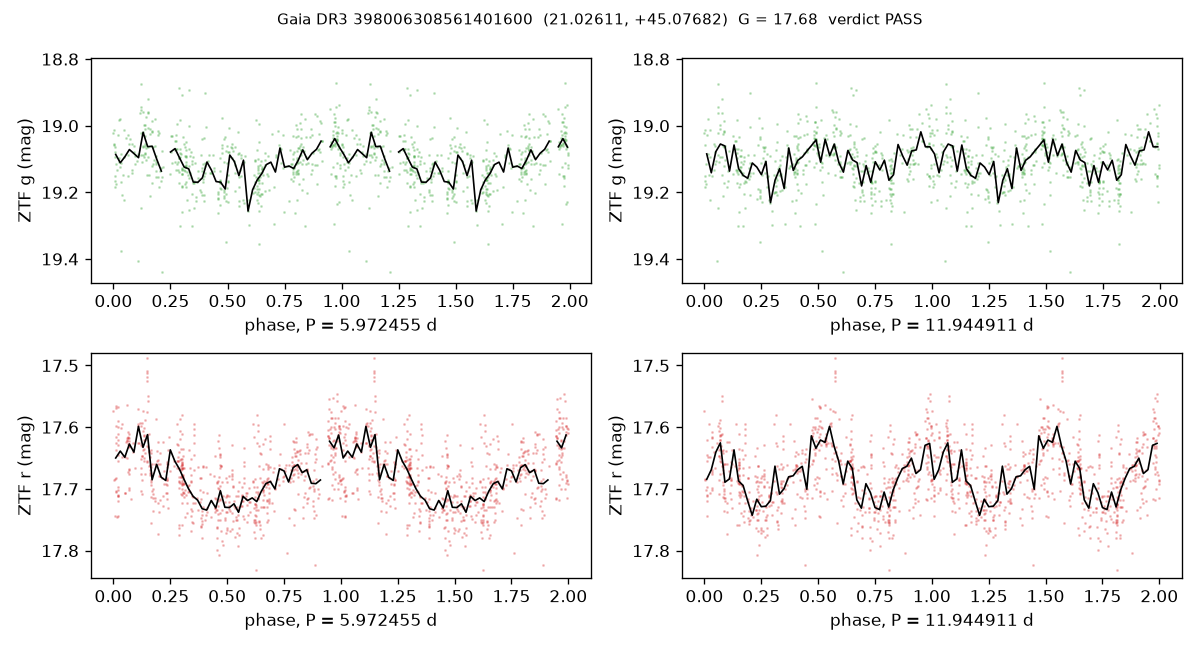 Gaia DR3 398006308561401600 (21.02611, +45.07682) G = 17.68 verdict PASS
ZTF g (mag)
18.8
19.0
19.2
19.4
0.00 0.25 0.50 0.75 1.00 1.25 1.50 1.75 2.00
phase, P = 5.972455 d
ZTF g (mag)
18.8
19.0
19.2
19.4
0.00 0.25 0.50 0.75 1.00 1.25 1.50 1.75 2.00
phase, P = 11.944911 d
ZTF r (mag)
17.5
17.6
17.7
17.8
0.00 0.25 0.50 0.75 1.00 1.25 1.50 1.75 2.00
phase, P = 5.972455 d
ZTF r (mag)
17.5
17.6
17.7
17.8
0.00 0.25 0.50 0.75 1.00 1.25 1.50 1.75 2.00
phase, P = 11.944911 d